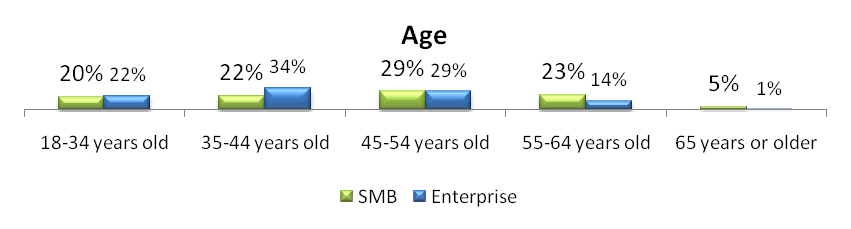 Age
20% 22% 22% 34% 29% 29% 23% 14% 5% 1%
18-34 years old 35-44 years old 45-54 years old 55-64 years old 65 years or older
SMB Enterprise